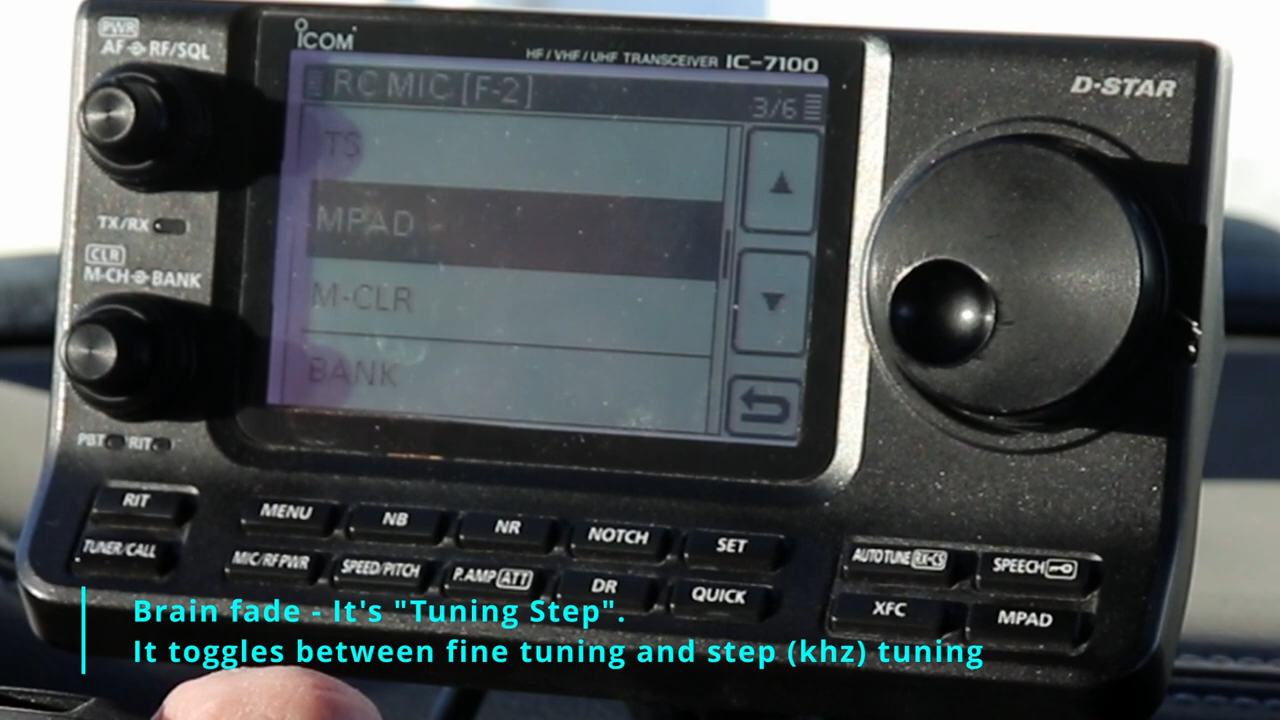 PWR
AF RF/SQL
ICOM
HF/VHF/UHF TRANSCEIVER IC-7100
D-STAR
RC MIC [F-2]
3/6
TS
MPAD
M-CLR
BANK
TX/RX
CLR
M-CH BANK
PBT RIT
RIT
MENU
NB
NR
NOTCH
SET
AUTOTUNE RX-CS
SPEECH
TUNER/CALL
MIC/RF PWR
SPEED/PITCH
P.AMP ATT
DR
QUICK
XFC
MPAD
Brain fade - It's "Tuning Step".
It toggles between fine tuning and step (khz) tuning